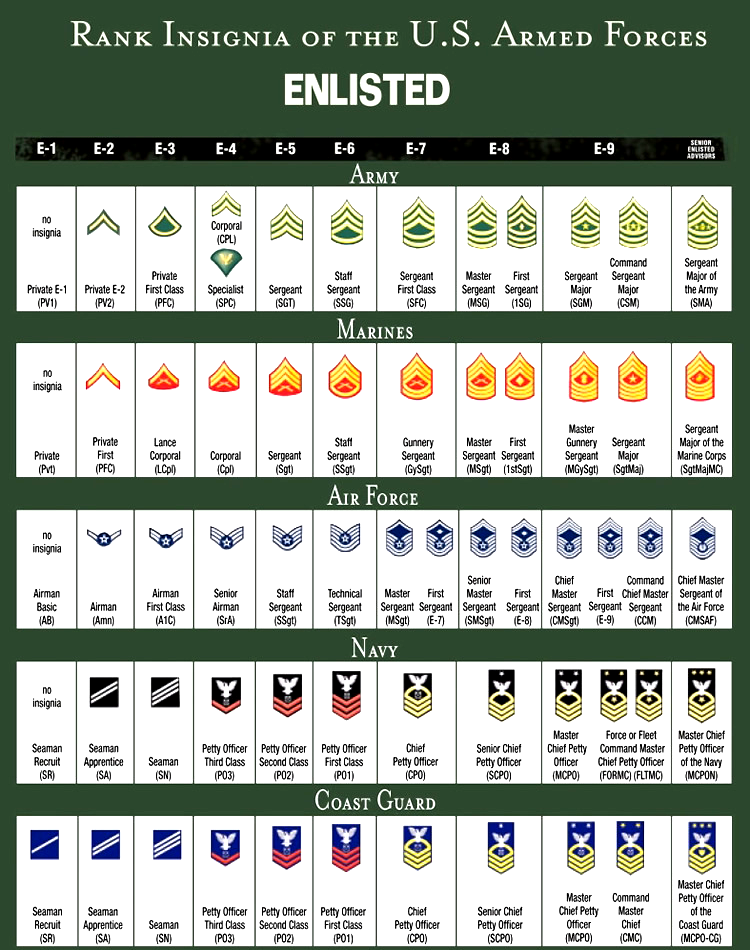 Rank Insignia of the U.S. Armed Forces
ENLISTED
E-1 E-2 E-3 E-4 E-5 E-6 E-7 E-8 E-9 SENIOR ENLISTED ADVISORS
Army
no
insignia
Private E-1
(PV1)
Private E-2
(PV2)
Private
First Class
(PFC)
Corporal
(CPL)
Specialist
(SPC)
Sergeant
(SGT)
Staff
Sergeant
(SSG)
Sergeant
First Class
(SFC)
Master
Sergeant
(MSG)
First
Sergeant
(1SG)
Sergeant
Major
(SGM)
Command
Sergeant
Major
(CSM)
Sergeant
Major of
the Army
(SMA)
Marines
no
insignia
Private
(Pvt)
Private
First
(PFC)
Lance
Corporal
(LCpl)
Corporal
(Cpl)
Sergeant
(Sgt)
Staff
Sergeant
(SSgt)
Gunnery
Sergeant
(GySgt)
Master
Sergeant
(MSgt)
First
Sergeant
(1stSgt)
Master
Gunnery
Sergeant
(MGySgt)
Sergeant
Major
(SgtMaj)
Sergeant
Major of the
Marine Corps
(SgtMajMC)
Air Force
no
insignia
Airman
Basic
(AB)
Airman
(Amn)
Airman
First Class
(A1C)
Senior
Airman
(SrA)
Staff
Sergeant
(SSgt)
Technical
Sergeant
(TSgt)
Master
Sergeant
(MSgt)
First
Sergeant
(E-7)
Senior
Master
Sergeant
(SMSgt)
First
Sergeant
(E-8)
Chief
Master
Sergeant
(CMSgt)
First
Sergeant
(E-9)
Command
Chief Master
Sergeant
(CCM)
Chief Master
Sergeant of
the Air Force
(CMSAF)
Navy
no
insignia
Seaman
Recruit
(SR)
Seaman
Apprentice
(SA)
Seaman
(SN)
Petty Officer
Third Class
(PO3)
Petty Officer
Second Class
(PO2)
Petty Officer
First Class
(PO1)
Chief
Petty Officer
(CPO)
Senior Chief
Petty Officer
(SCPO)
Master
Chief Petty
Officer
(MCPO)
Force or Fleet
Command Master
Chief Petty Officer
(FORMC) (FLTMC)
Master Chief
Petty Officer
of the Navy
(MCPON)
Coast Guard
Seaman
Recruit
(SR)
Seaman
Apprentice
(SA)
Seaman
(SN)
Petty Officer
Third Class
(PO3)
Petty Officer
Second Class
(PO2)
Petty Officer
First Class
(PO1)
Chief
Petty Officer
(CPO)
Senior Chief
Petty Officer
(SCPO)
Master
Chief Petty
Officer
(MCPO)
Command
Master
Chief
(CMC)
Master Chief
Petty Officer
of the
Coast Guard
(MCPO-CG)